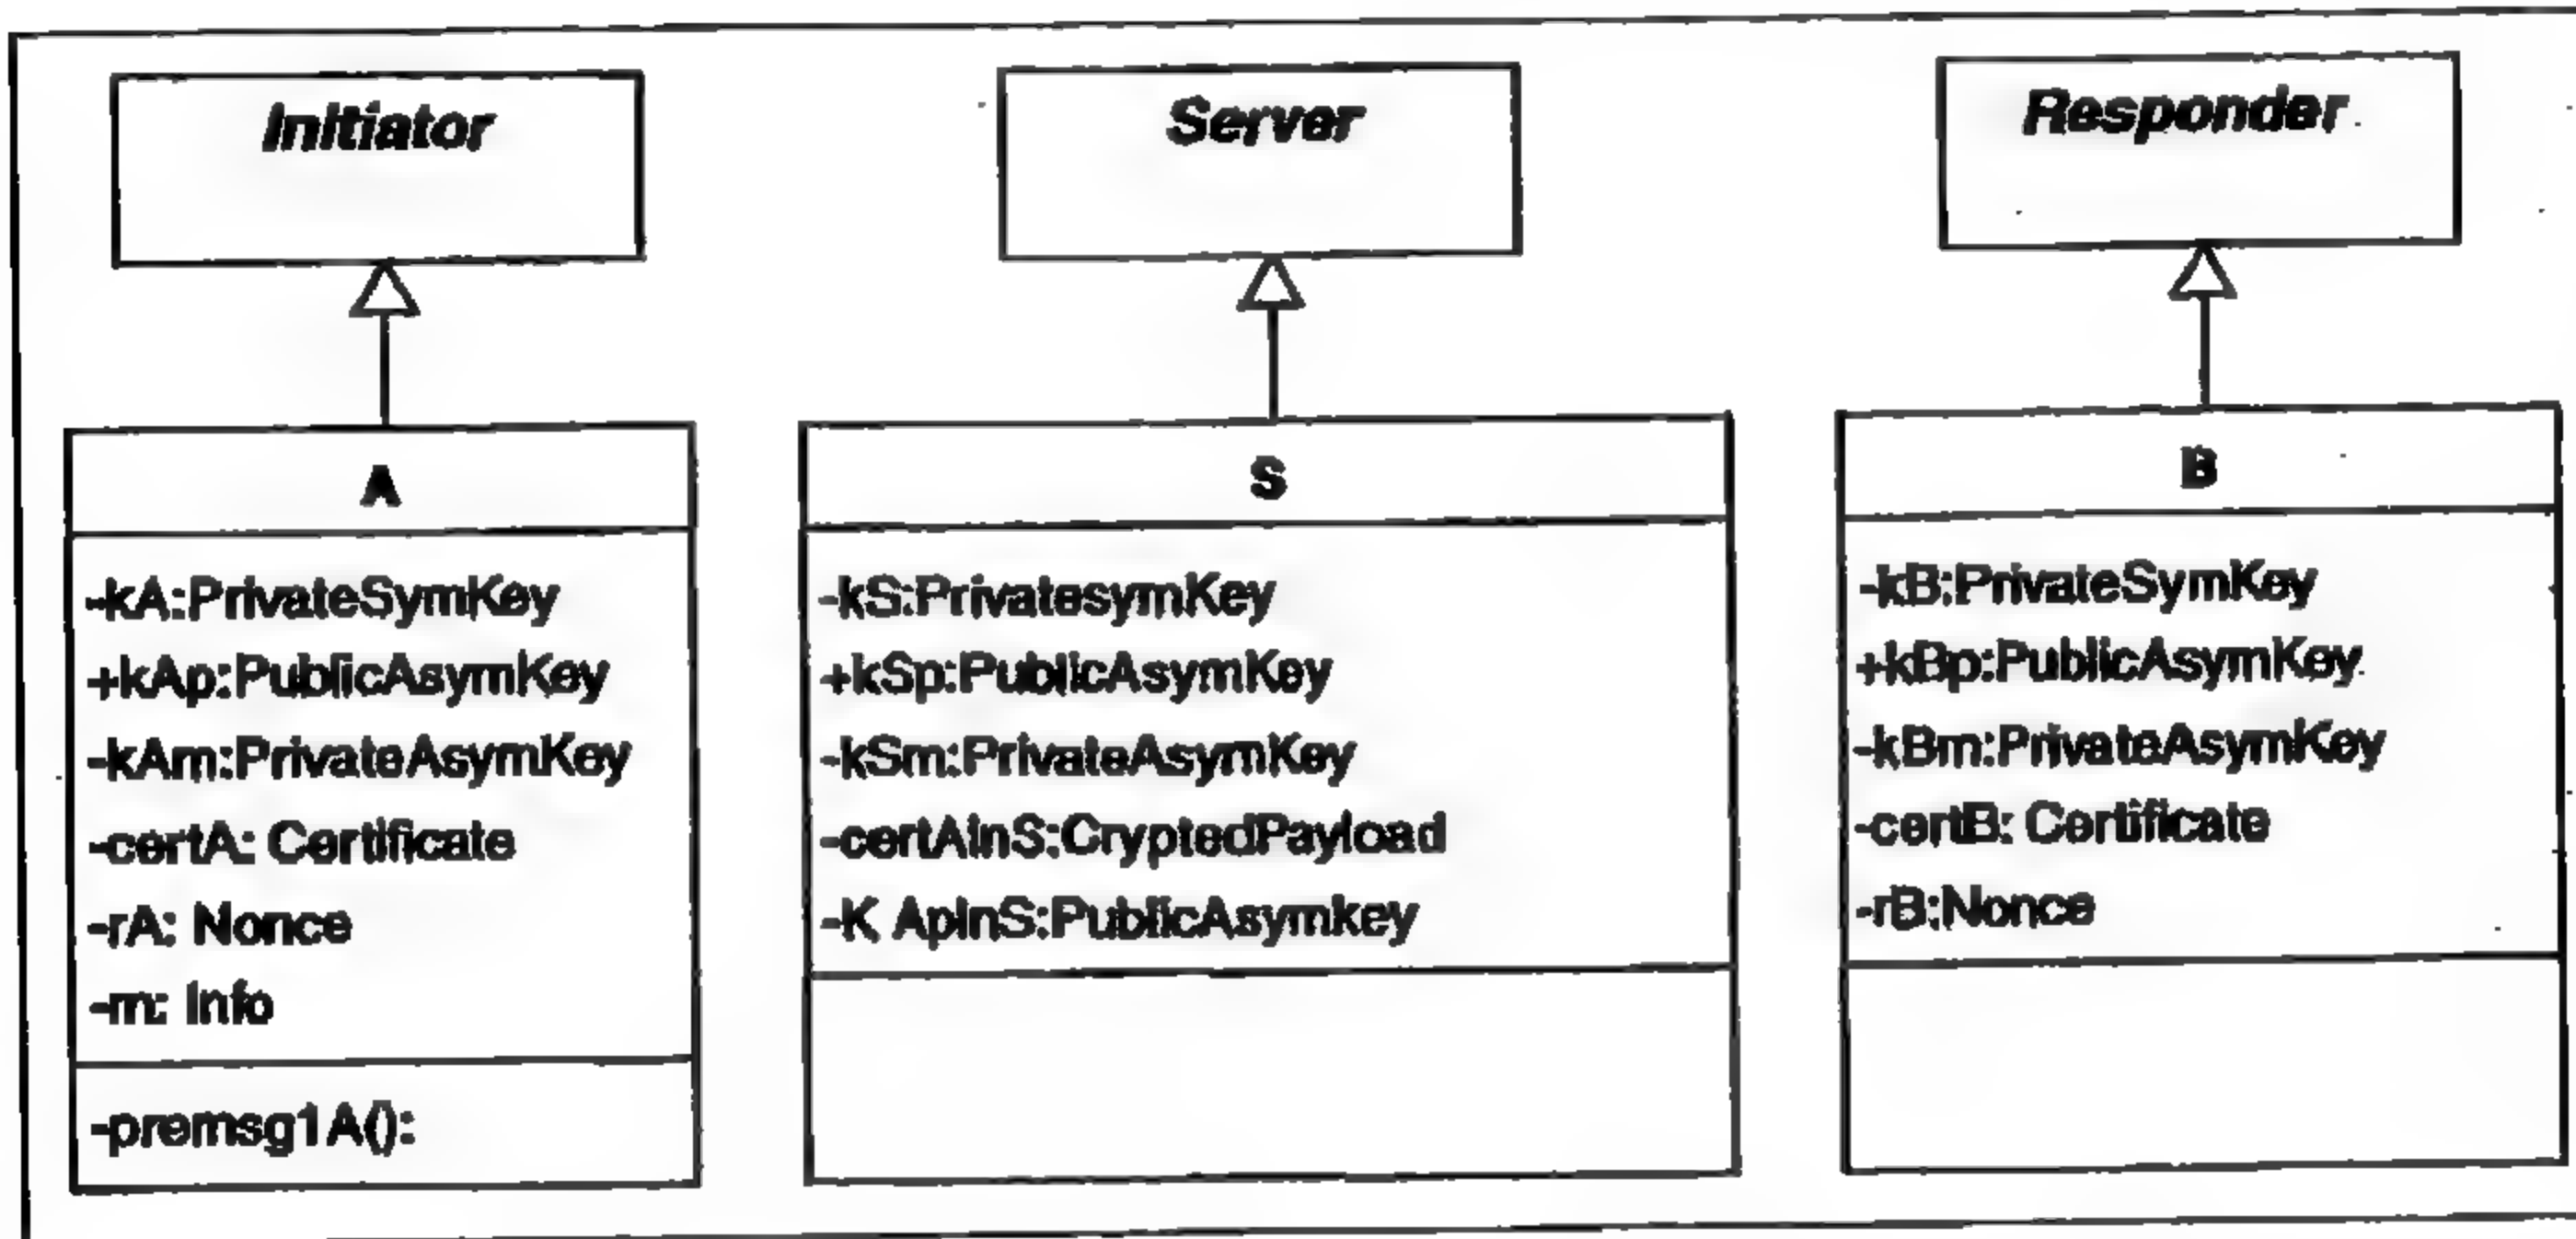 Initiator
Server
Responder
A
-kA:PrivateSymKey
+kAp:PublicAsymKey
-kAm:PrivateAsymKey
-certA: Certificate
-rA: Nonce
-m: Info
-premsg1A():
S
-kS:PrivatesymKey
+kSp:PublicAsymKey
-kSm:PrivateAsymKey
-certAinS:CryptedPayload
-K ApInS:PublicAsymkey
B
-kB:PrivateSymKey
+kBp:PublicAsymKey
-kBm:PrivateAsymKey
-certB: Certificate
-rB:Nonce